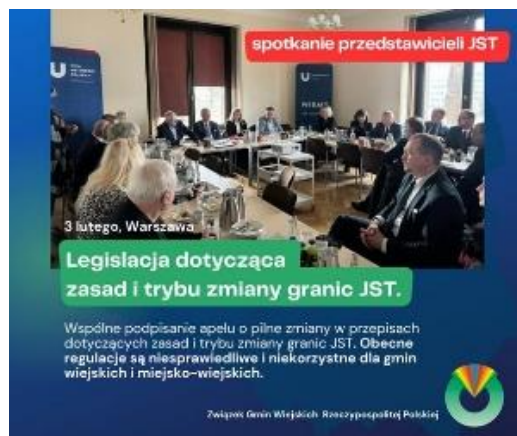 spotkanie przedstawicieli JST
3 lutego, Warszawa
Legislacja dotycząca
zasad i trybu zmiany granic JST.
Wspólne podpisanie apelu o pilne zmiany w przepisach
dotyczących zasad i trybu zmiany granic JST. Obecne
regulacje są niesprawiedliwe i niekorzystne dla gmin
wiejskich i miejsko-wiejskich.
Związek Gmin Wiejskich Rzeczypospolitej Polskiej